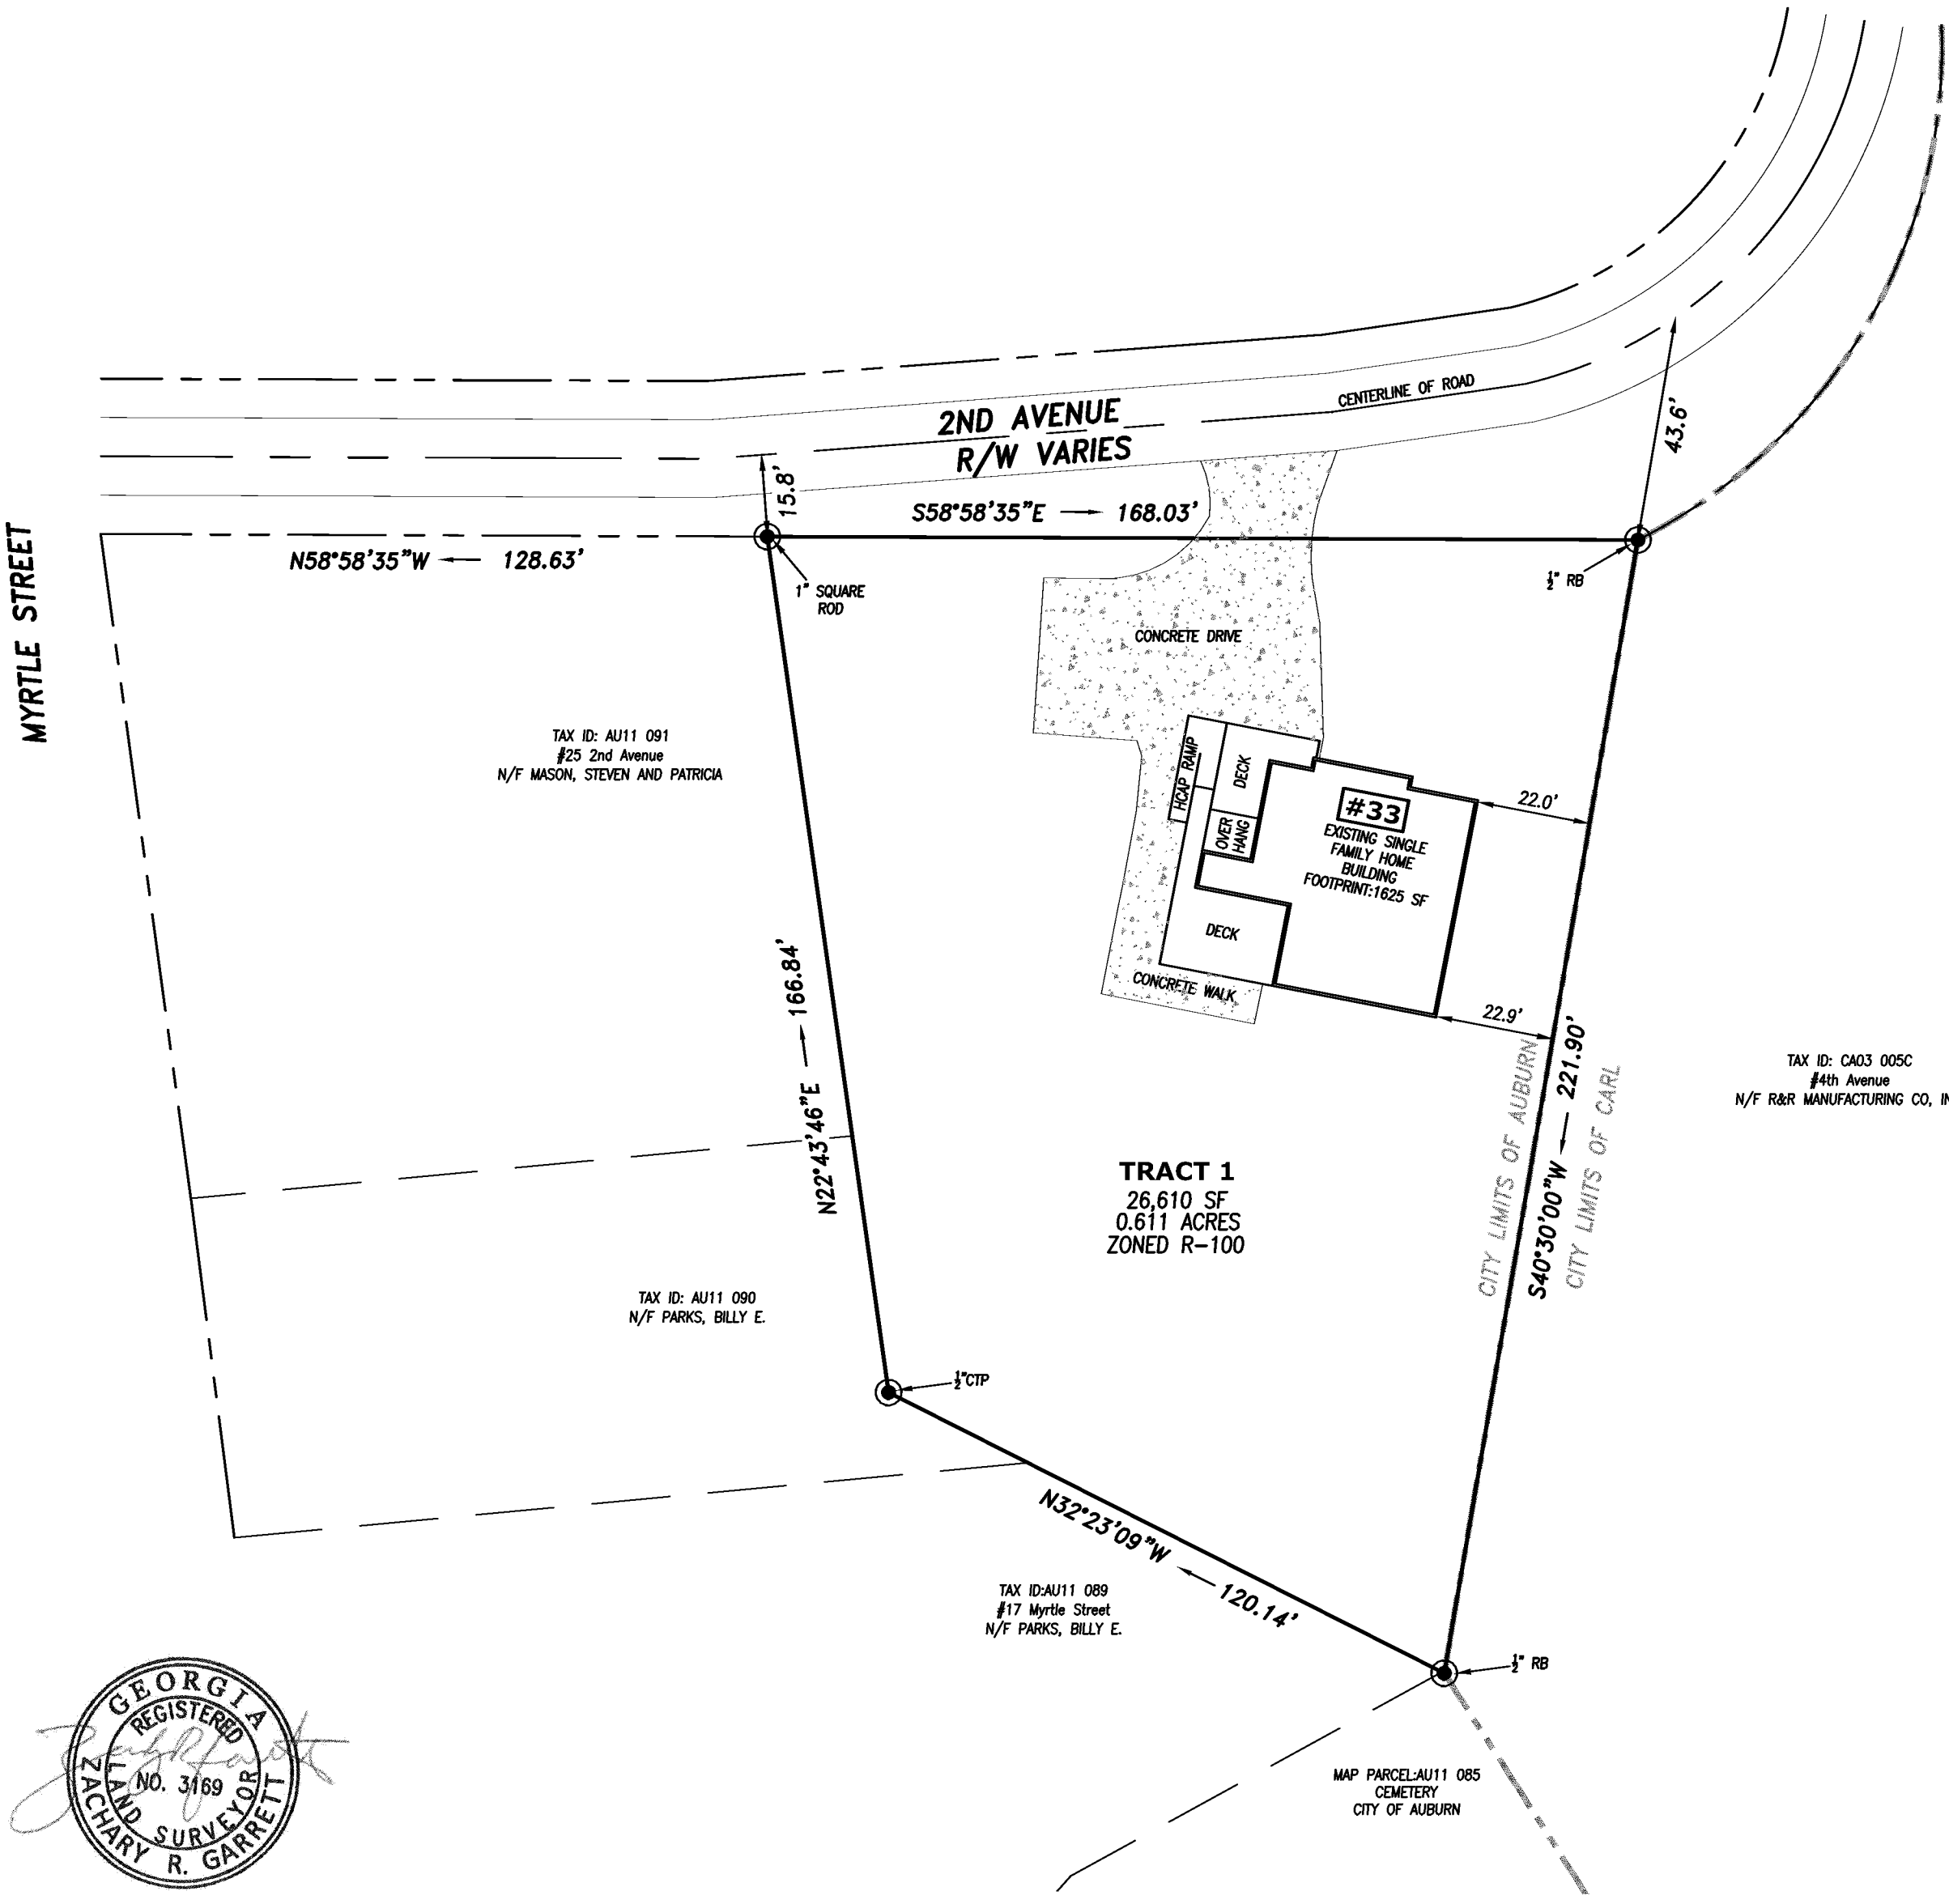 2ND AVENUE
R/W VARIES
CENTERLINE OF ROAD
43.6'
15.8'
S58°58'35"E 168.03'
N58°58'35"W 128.63'
MYRTLE STREET
1" SQUARE
ROD
½" RB
CONCRETE DRIVE
TAX ID: AU11 091
#25 2nd Avenue
N/F MASON, STEVEN AND PATRICIA
HCAP RAMP
DECK
OVER
HANG
#33
EXISTING SINGLE
FAMILY HOME
BUILDING
FOOTPRINT:1625 SF
22.0'
DECK
CONCRETE WALK
22.9'
N22°43'46"E 166.84'
CITY LIMITS OF AUBURN
S40°30'00"W 221.90'
CITY LIMITS OF CARL
TAX ID: CA03 005C
#4th Avenue
N/F R&R MANUFACTURING CO, IN
TRACT 1
26,610 SF
0.611 ACRES
ZONED R-100
TAX ID: AU11 090
N/F PARKS, BILLY E.
½"CTP
N32°23'09"W 120.14'
TAX ID:AU11 089
#17 Myrtle Street
N/F PARKS, BILLY E.
½" RB
MAP PARCEL:AU11 085
CEMETERY
CITY OF AUBURN
GEORGIA
REGISTERED
NO. 3169
LAND SURVEYOR
ZACHARY R. GARRETT